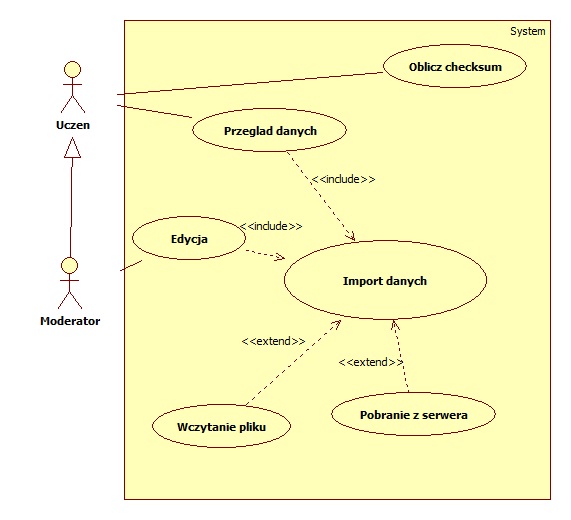 System
Oblicz checksum
Uczen
Przeglad danych
<<include>>
Edycja
<<include>>
Import danych
Moderator
<<extend>>
<<extend>>
Wczytanie pliku
Pobranie z serwera